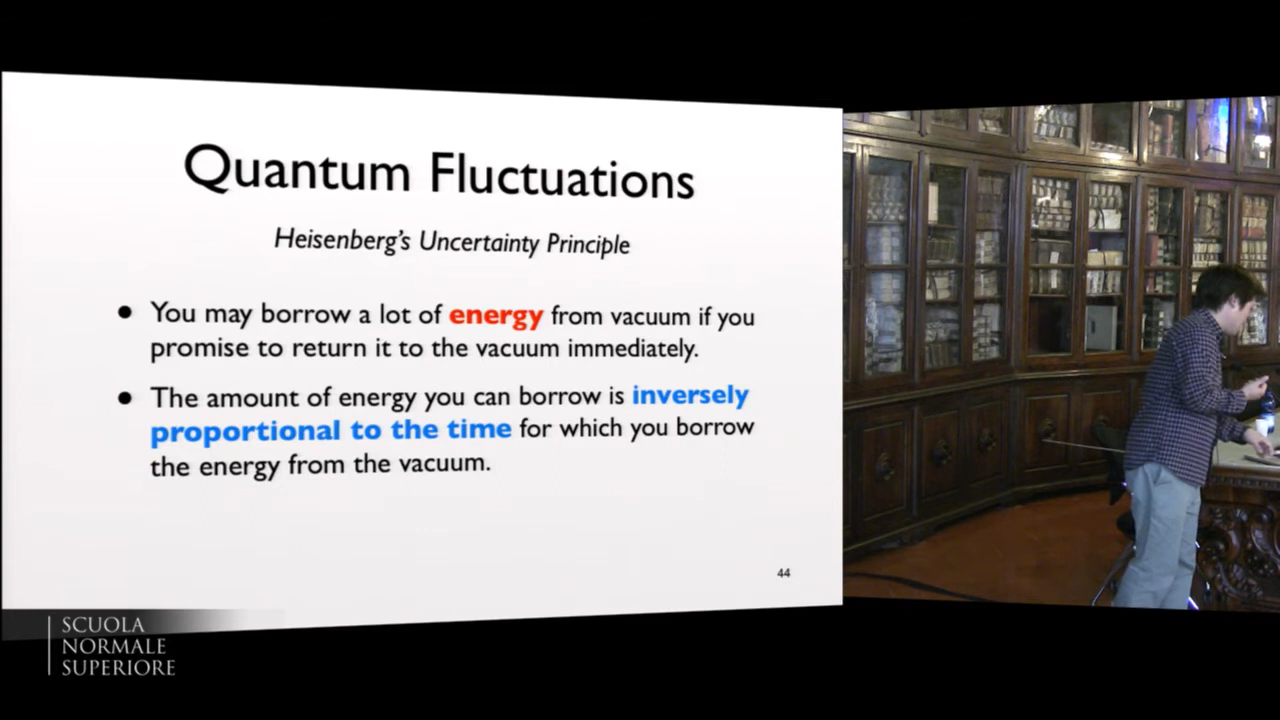 Quantum Fluctuations
Heisenberg's Uncertainty Principle
• You may borrow a lot of energy from vacuum if you
promise to return it to the vacuum immediately.
• The amount of energy you can borrow is inversely
proportional to the time for which you borrow
the energy from the vacuum.
44
SCUOLA
NORMALE
SUPERIORE